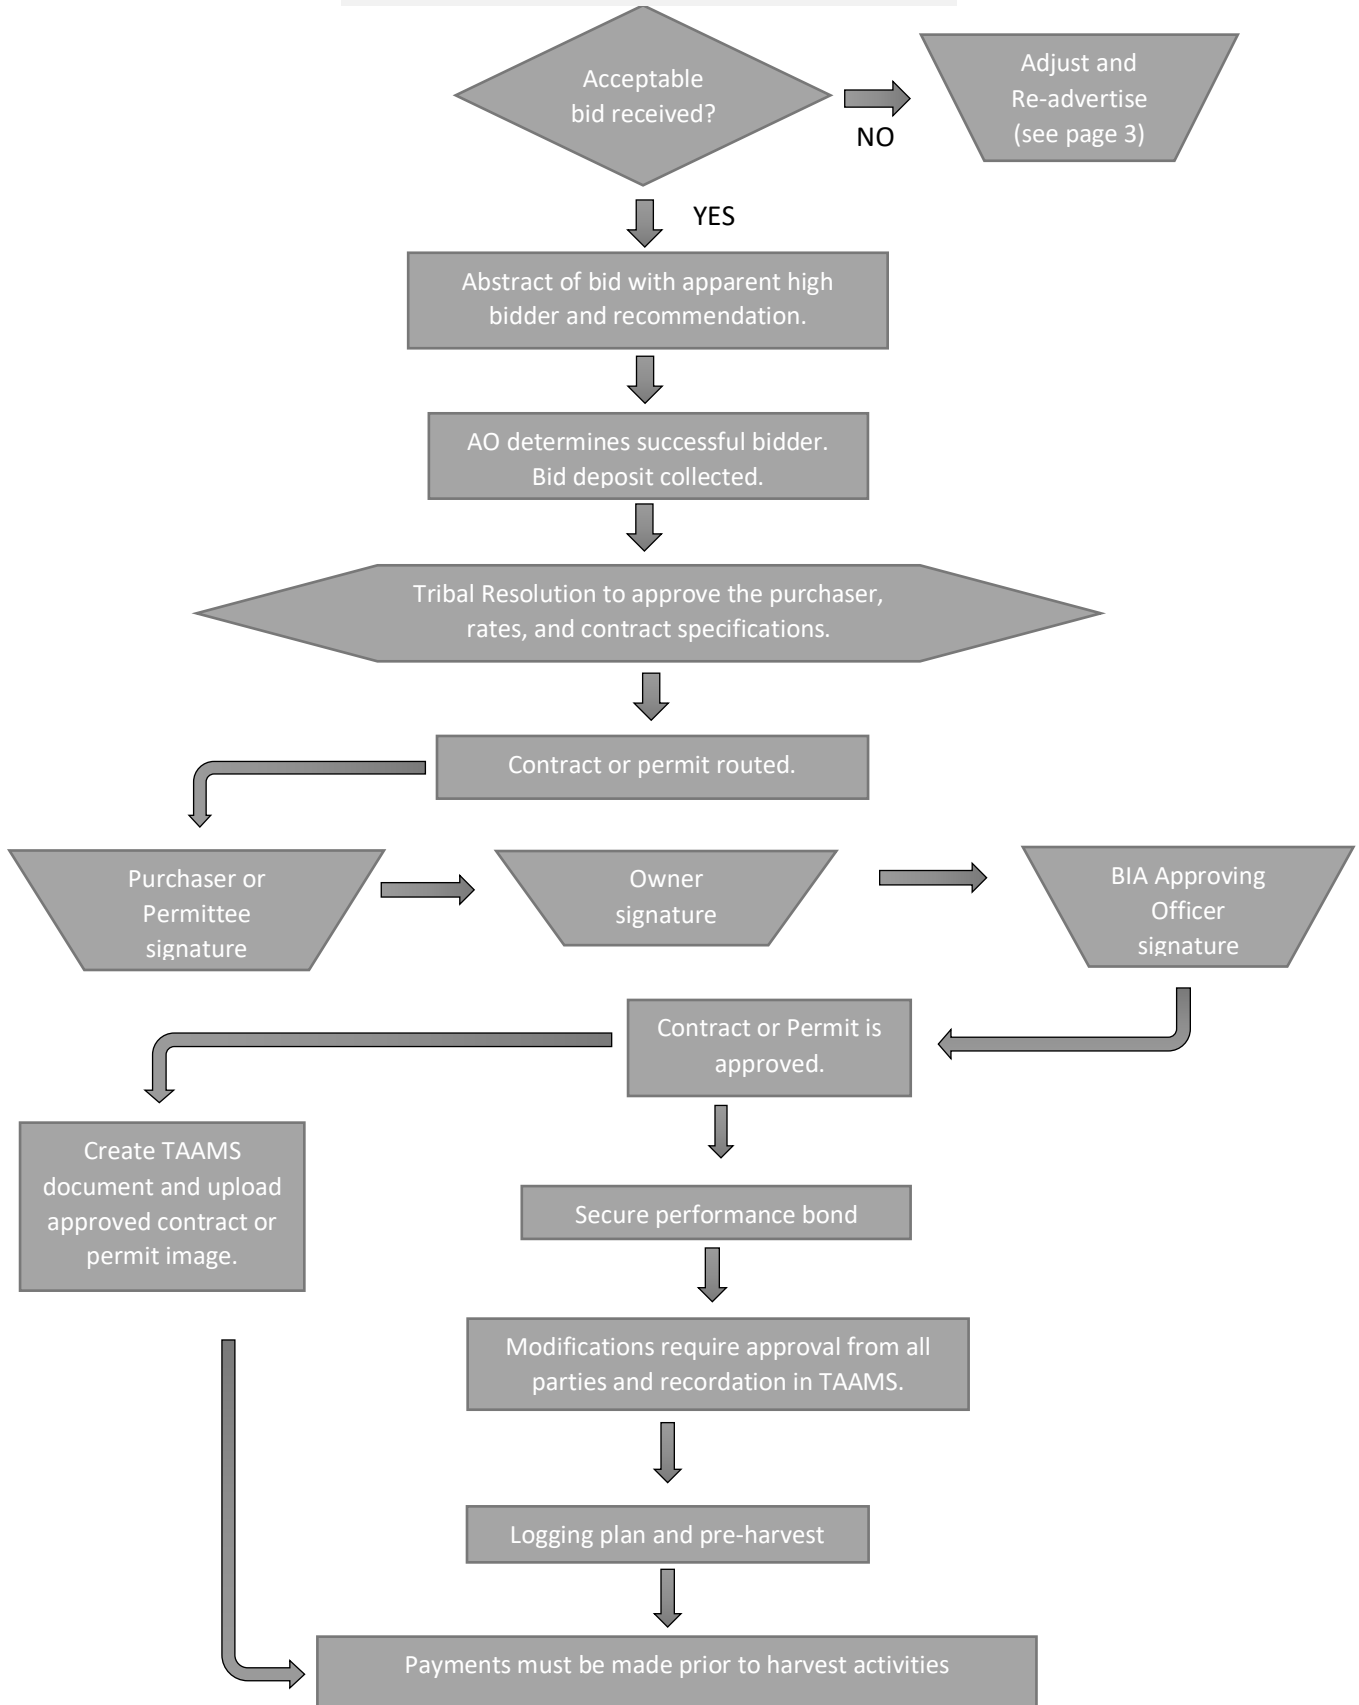 Acceptable
bid received?
Adjust and
Re-advertise
(see page 3)
NO
YES
Abstract of bid with apparent high
bidder and recommendation.
AO determines successful bidder.
Bid deposit collected.
Tribal Resolution to approve the purchaser,
rates, and contract specifications.
Contract or permit routed.
Purchaser or
Permittee
signature
Owner
signature
BIA Approving
Officer
signature
Contract or Permit is
approved.
Create TAAMS
document and upload
approved contract or
permit image.
Secure performance bond
Modifications require approval from all
parties and recordation in TAAMS.
Logging plan and pre-harvest
Payments must be made prior to harvest activities